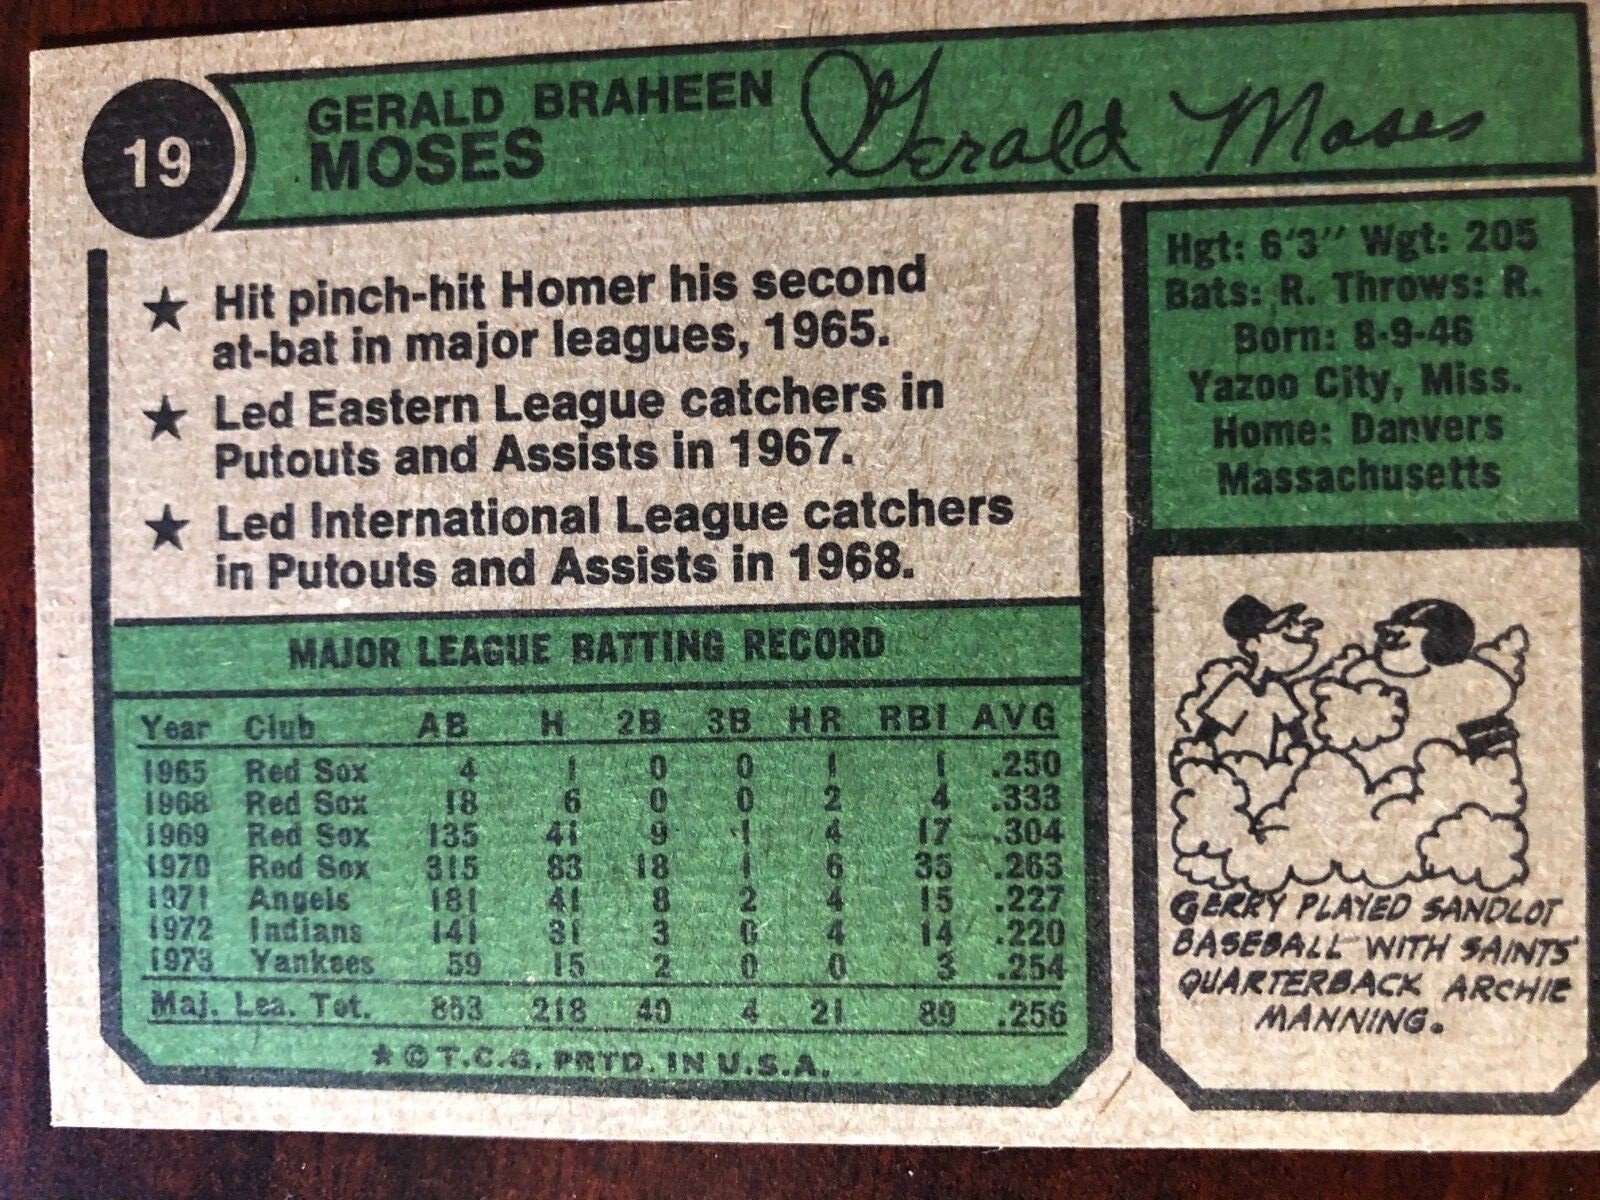 19
GERALD BRAHEEN
MOSES
Gerald Moses
★ Hit pinch-hit Homer his second
at-bat in major leagues, 1965.
★ Led Eastern League catchers in
Putouts and Assists in 1967.
★ Led International League catchers
in Putouts and Assists in 1968.
MAJOR LEAGUE BATTING RECORD
Year Club AB H 2B 3B HR RBI AVG
1965 Red Sox 4 1 0 0 1 1 .250
1968 Red Sox 18 6 0 0 2 4 .333
1969 Red Sox 135 41 9 1 4 17 .304
1970 Red Sox 315 83 18 1 6 35 .263
1971 Angels 181 41 8 2 4 15 .227
1972 Indians 141 31 3 0 4 14 .220
1973 Yankees 59 15 2 0 0 3 .254
Maj. Lea. Tot. 853 218 40 4 21 89 .256
★ © T.C.G. PRTD. IN U.S.A.
Hgt: 6'3" Wgt: 205
Bats: R. Throws: R.
Born: 8-9-46
Yazoo City, Miss.
Home: Danvers
Massachusetts
GERRY PLAYED SANDLOT
BASEBALL WITH SAINTS'
QUARTERBACK ARCHIE
MANNING.